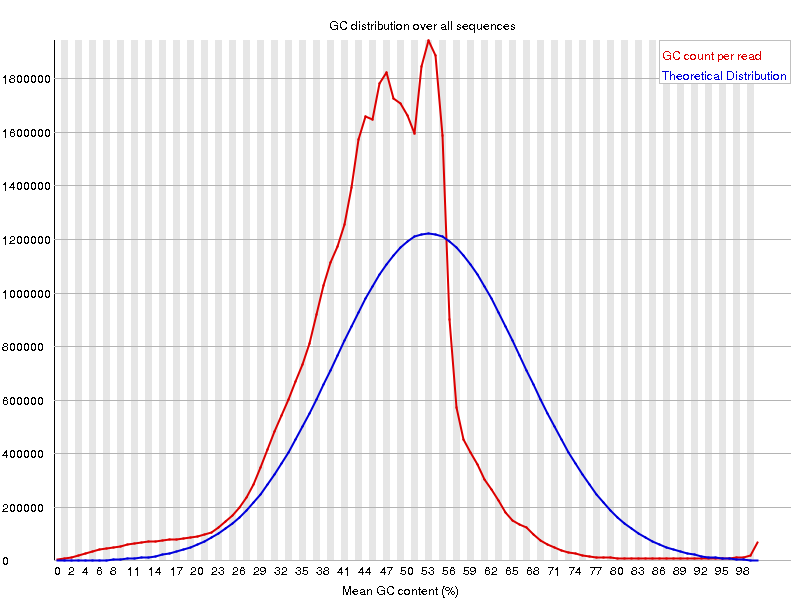 GC distribution over all sequences
GC count per read
Theoretical Distribution
1800000
1600000
1400000
1200000
1000000
800000
600000
400000
200000
0
0 2 4 6 8 11 14 17 20 23 26 29 32 35 38 41 44 47 50 53 56 59 62 65 68 71 74 77 80 83 86 89 92 95 98
Mean GC content (%)